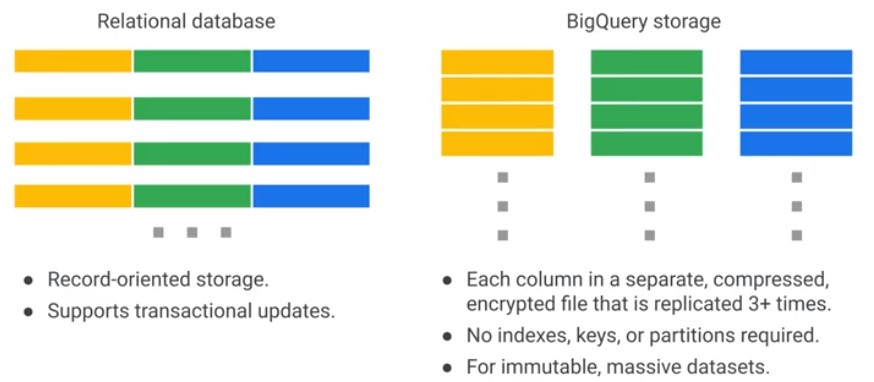 Relational database
● Record-oriented storage.
● Supports transactional updates.
BigQuery storage
● Each column in a separate, compressed,
encrypted file that is replicated 3+ times.
● No indexes, keys, or partitions required.
● For immutable, massive datasets.